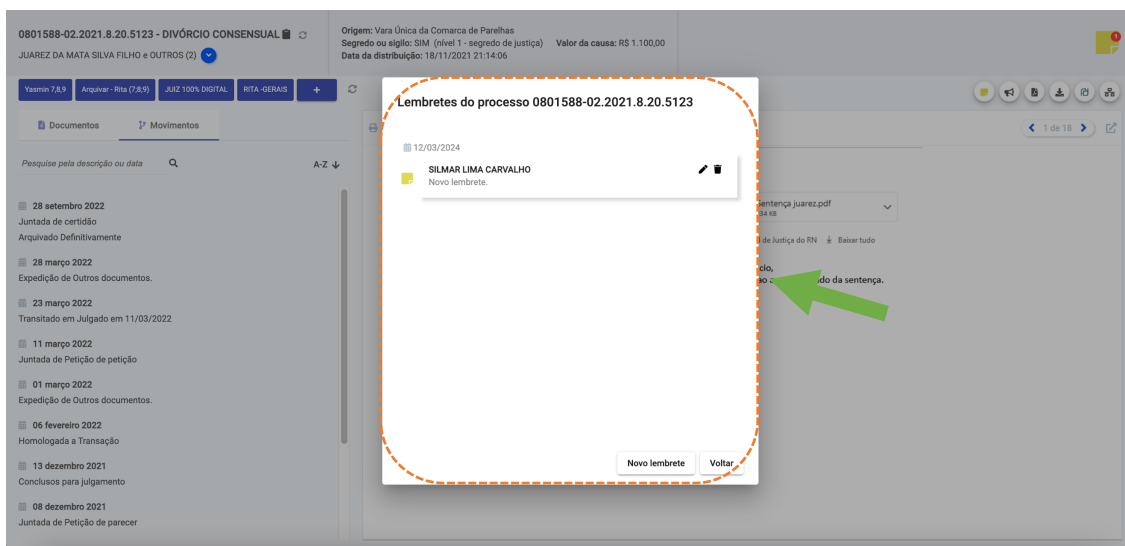 0801588-02.2021.8.20.5123 - DIVÓRCIO CONSENSUAL
JUAREZ DA MATA SILVA FILHO e OUTROS (2)
Origem: Vara Única da Comarca de Parelhas
Segredo ou sigilo: SIM (nível 1 - segredo de justiça) Valor da causa: R$ 1.100,00
Data da distribuição: 18/11/2021 21:14:06
1
Yasmin 7,8,9 Arquivar - Rita (7;8;9) JUIZ 100% DIGITAL RITA -GERAIS +
Documentos Movimentos
1 de 18
Pesquise pela descrição ou data A-Z
28 setembro 2022
Juntada de certidão
Arquivado Definitivamente
28 março 2022
Expedição de Outros documentos.
23 março 2022
Transitado em Julgado em 11/03/2022
11 março 2022
Juntada de Petição de petição
01 março 2022
Expedição de Outros documentos.
06 fevereiro 2022
Homologada a Transação
13 dezembro 2021
Conclusos para julgamento
08 dezembro 2021
Juntada de Petição de parecer
Lembretes do processo 0801588-02.2021.8.20.5123
12/03/2024
SILMAR LIMA CARVALHO
Novo lembrete.
Novo lembrete Voltar
Sentença juarez.pdf
34 KB
de Justiça do RN Baixar tudo
cio,
ão a do da sentença.